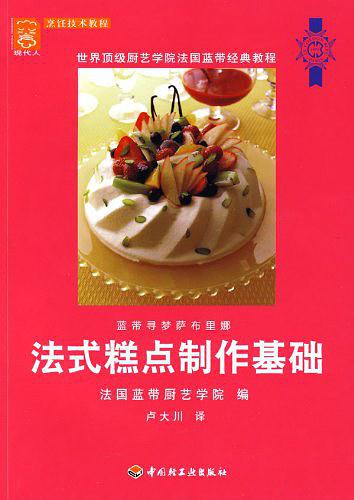 烹饪技术教程
现代人
世界顶级厨艺学院法国蓝带经典教程
蓝带寻梦萨布里娜
法式糕点制作基础
法国蓝带厨艺学院 编
卢大川 译
中国轻工业出版社